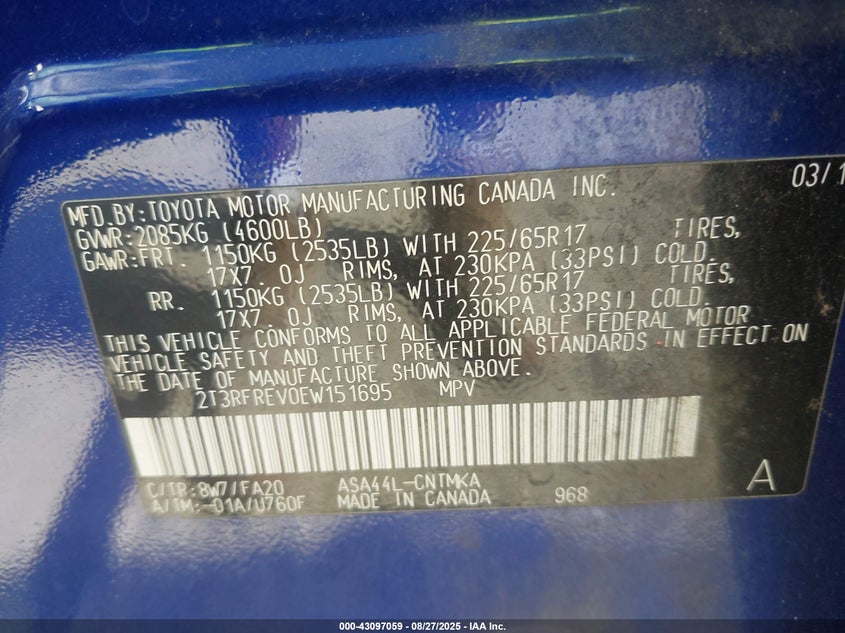 03/1
MFD.BY:TOYOTA MOTOR MANUFACTURING CANADA INC.
GVWR:2085KG (4600LB)
GAWR:FRT. 1150KG (2535LB) WITH 225/65R17 TIRES,
17X7.0J RIMS, AT 230KPA (33PSI) COLD.
RR. 1150KG (2535LB) WITH 225/65R17 TIRES,
17X7.0J RIMS, AT 230KPA (33PSI) COLD.
THIS VEHICLE CONFORMS TO ALL APPLICABLE FEDERAL MOTOR
VEHICLE SAFETY AND THEFT PREVENTION STANDARDS IN EFFECT ON
THE DATE OF MANUFACTURE SHOWN ABOVE.
2T3RFREV0EW151695 MPV
C/TR:8W7/FA20 ASA44L-CNTMKA
A/TM:-01A/U760F MADE IN CANADA 968
A
000-43097059 - 08/27/2025 - IAA Inc.